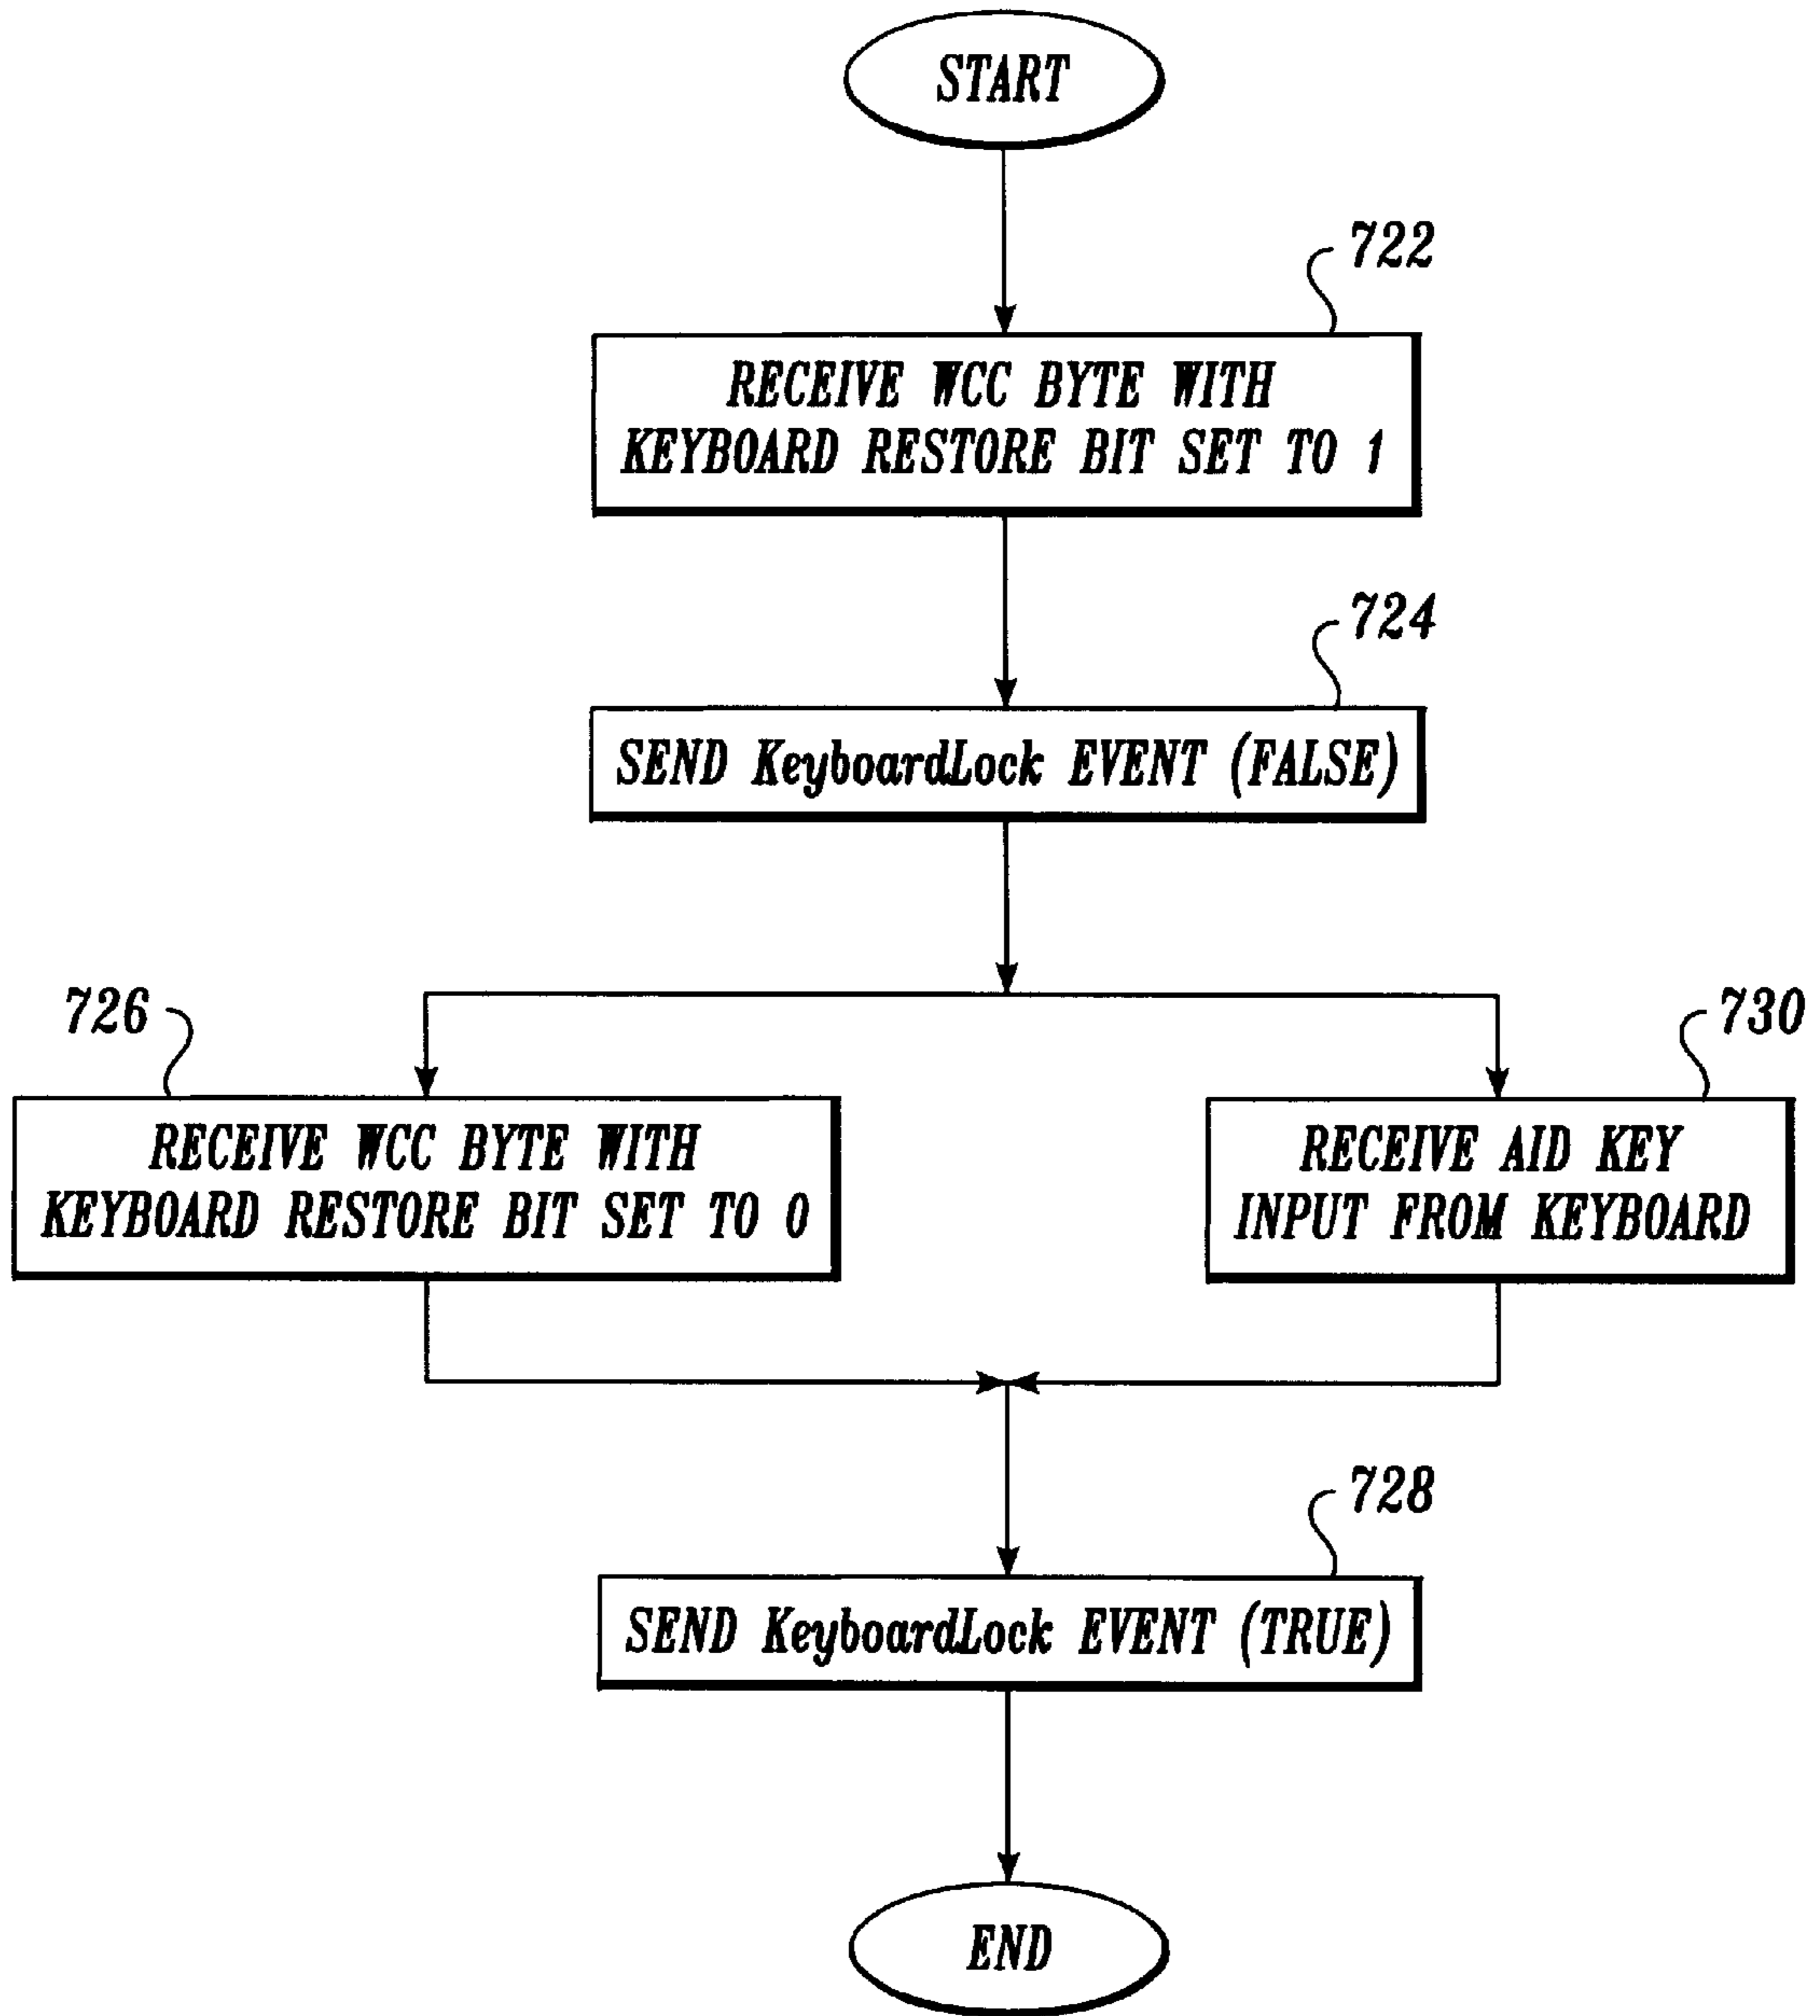 START
722
RECEIVE WCC BYTE WITH
KEYBOARD RESTORE BIT SET TO 1
724
SEND KeyboardLock EVENT (FALSE)
726
730
RECEIVE WCC BYTE WITH
KEYBOARD RESTORE BIT SET TO 0
RECEIVE AID KEY
INPUT FROM KEYBOARD
728
SEND KeyboardLock EVENT (TRUE)
END